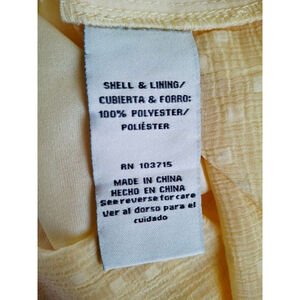 SHELL & LINING/
CUBIERTA & FORRO:
100% POLYESTER/
POLIÉSTER
RN 103715
MADE IN CHINA
HECHO EN CHINA
See reverse for care
Ver al dorso para el
cuidado